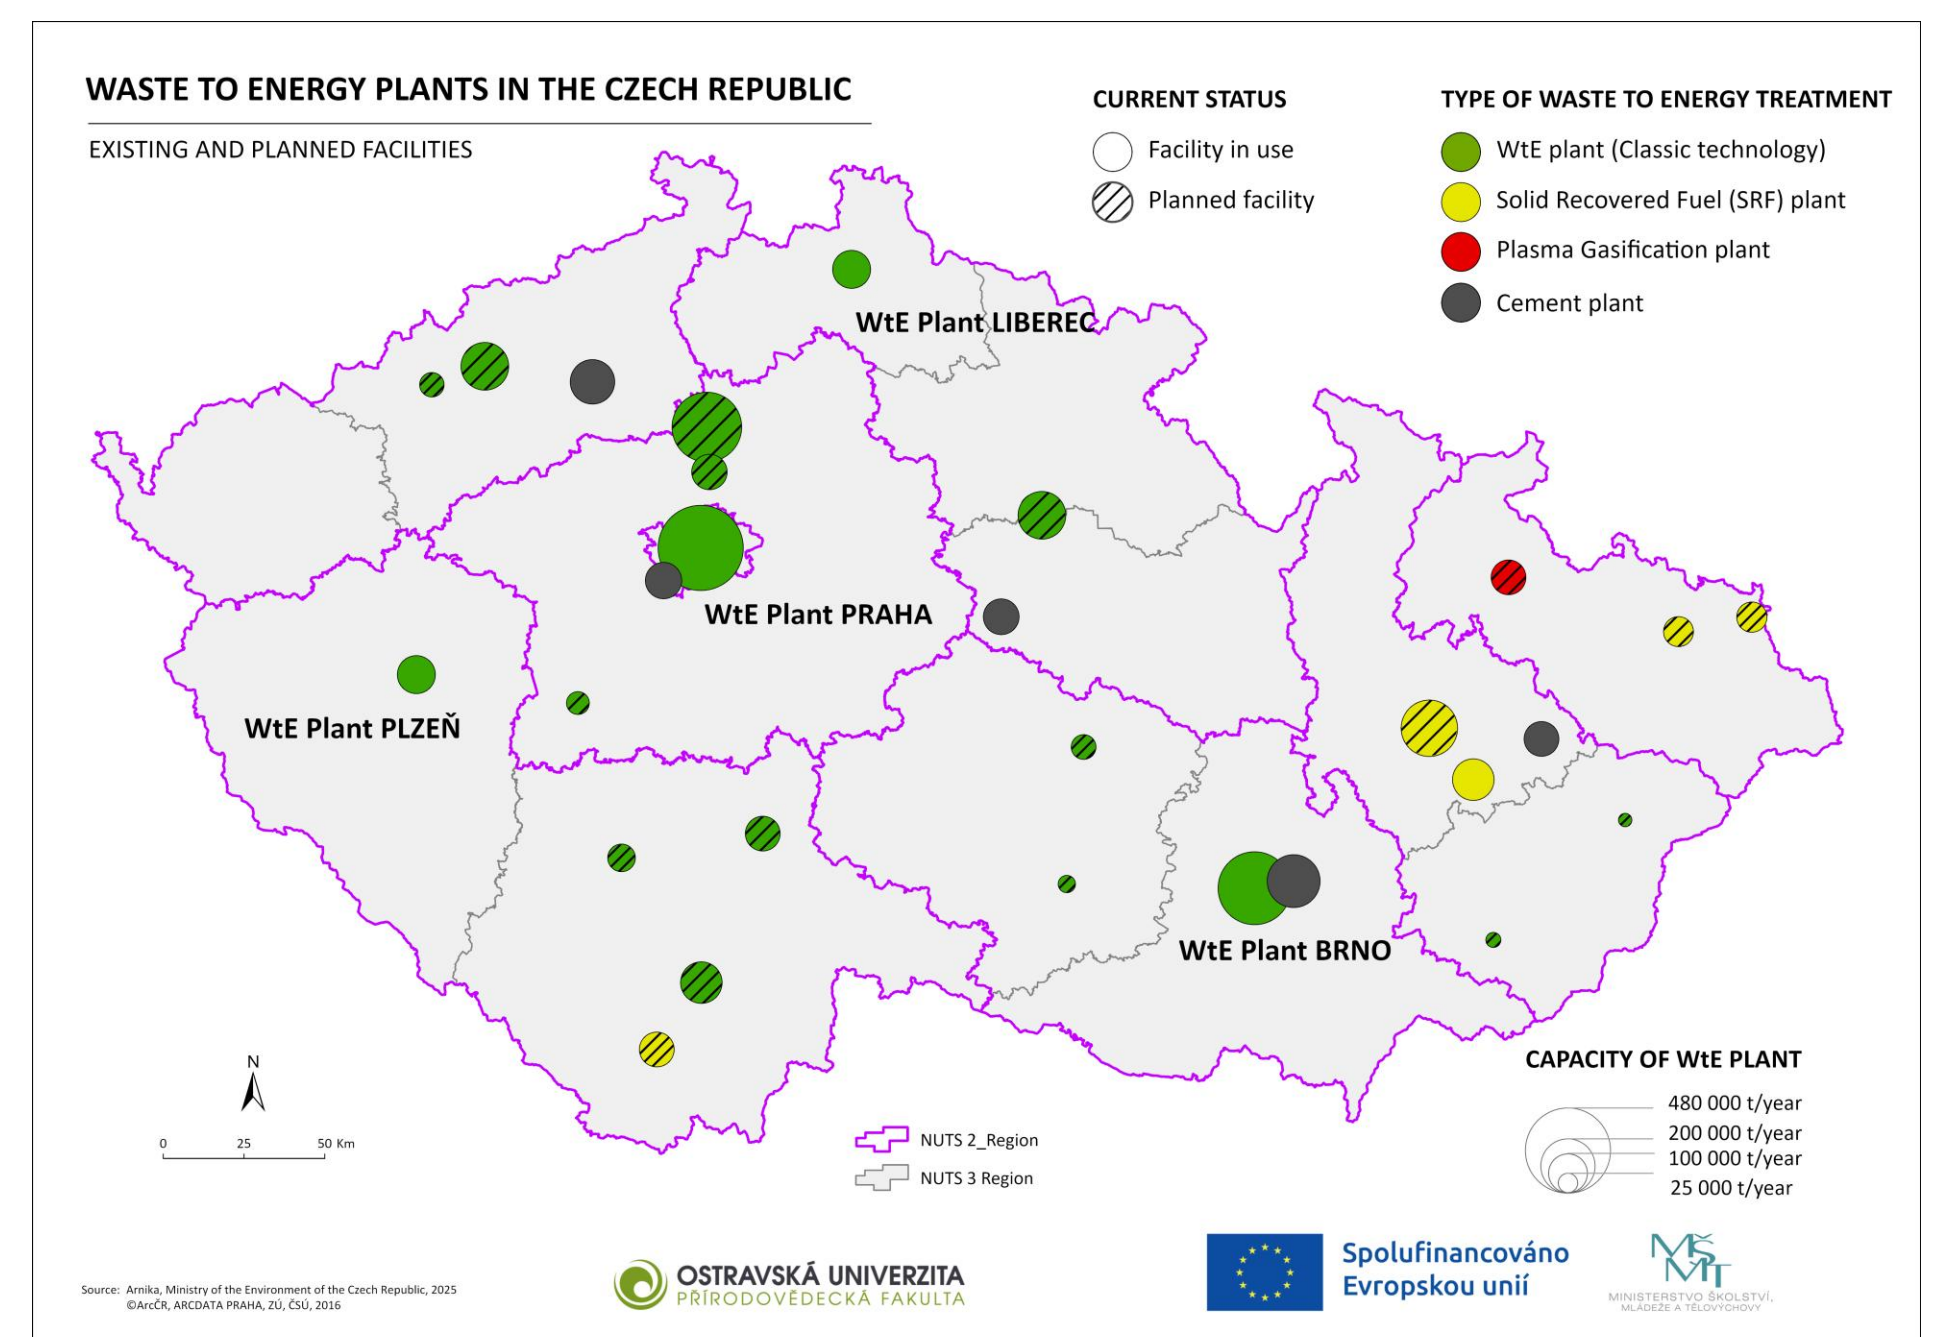 WASTE TO ENERGY PLANTS IN THE CZECH REPUBLIC
EXISTING AND PLANNED FACILITIES
CURRENT STATUS
Facility in use
Planned facility
TYPE OF WASTE TO ENERGY TREATMENT
WtE plant (Classic technology)
Solid Recovered Fuel (SRF) plant
Plasma Gasification plant
Cement plant
WtE Plant LIBEREC
WtE Plant PRAHA
WtE Plant PLZEŇ
WtE Plant BRNO
N
0 25 50 Km
NUTS 2_Region
NUTS 3 Region
CAPACITY OF WtE PLANT
480 000 t/year
200 000 t/year
100 000 t/year
25 000 t/year
Source: Arnika, Ministry of the Environment of the Czech Republic, 2025
©ArcČR, ARCDATA PRAHA, ZÚ, ČSÚ, 2016
OSTRAVSKÁ UNIVERZITA
PŘÍRODOVĚDECKÁ FAKULTA
Spolufinancováno
Evropskou unií
MŠ
MT
MINISTERSTVO ŠKOLSTVÍ,
MLÁDEŽE A TĚLOVÝCHOVY